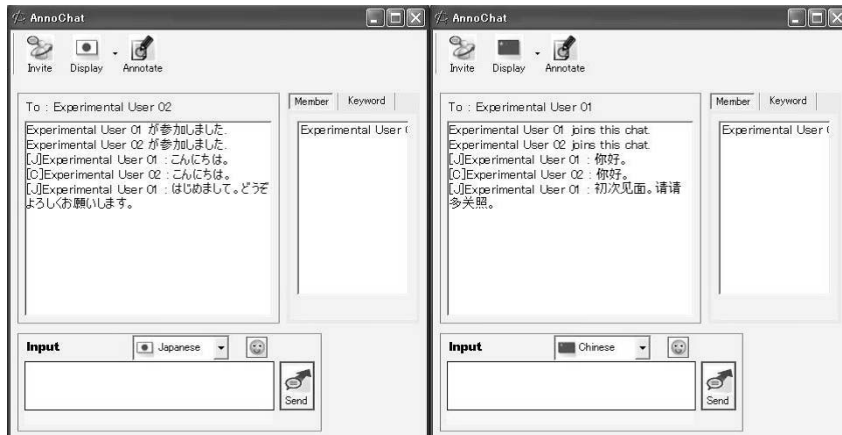 AnnoChat
Invite Display Annotate
To : Experimental User 02
Experimental User 01 が参加しました.
Experimental User 02 が参加しました.
[J]Experimental User 01 : こんにちは。
[C]Experimental User 02 : こんにちは。
[J]Experimental User 01 : はじめまして。どうぞ
よろしくお願いします。
Member Keyword
Experimental User (
Input
Japanese
Send
AnnoChat
Invite Display Annotate
To : Experimental User 01
Experimental User 01 joins this chat.
Experimental User 02 joins this chat.
[J]Experimental User 01 : 你好。
[C]Experimental User 02 : 你好。
[J]Experimental User 01 : 初次见面。请请
多关照。
Member Keyword
Experimental User (
Input
Chinese
Send